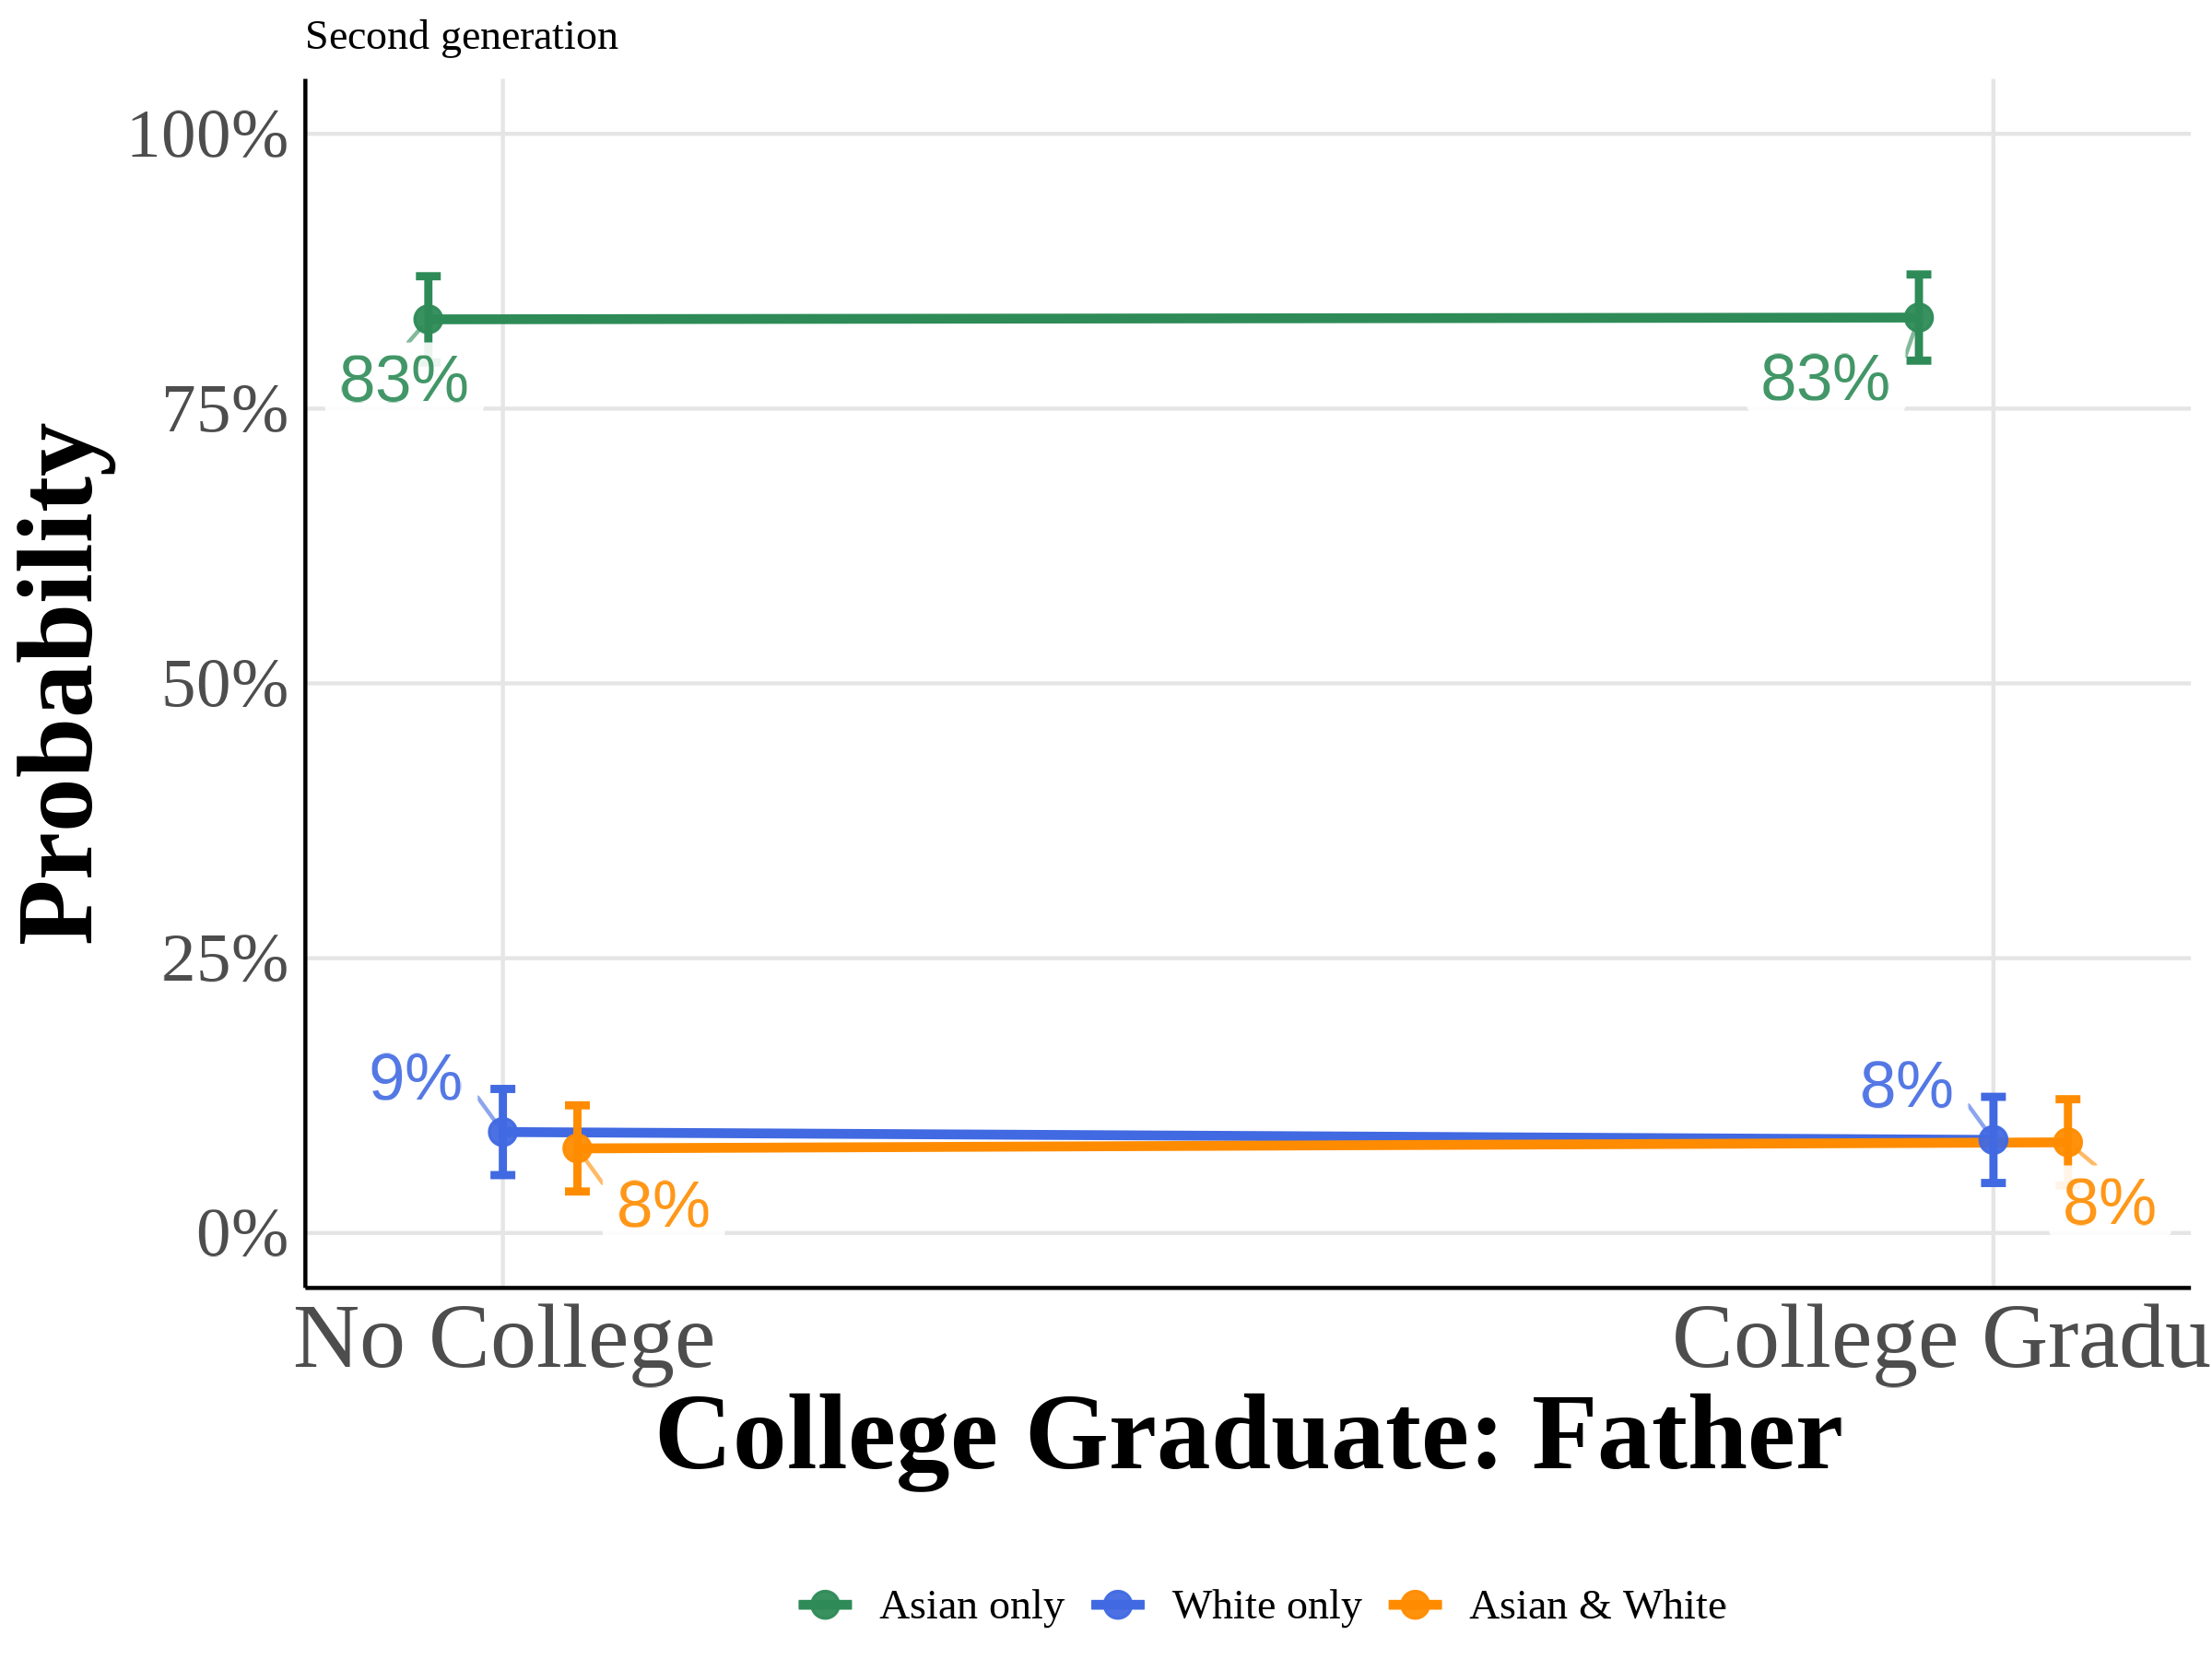 Second generation
100%
83%
83%
75%
Probability
50%
25%
9%
8%
8%
8%
0%
No College
College Gradu
College Graduate: Father
Asian only
White only
Asian & White